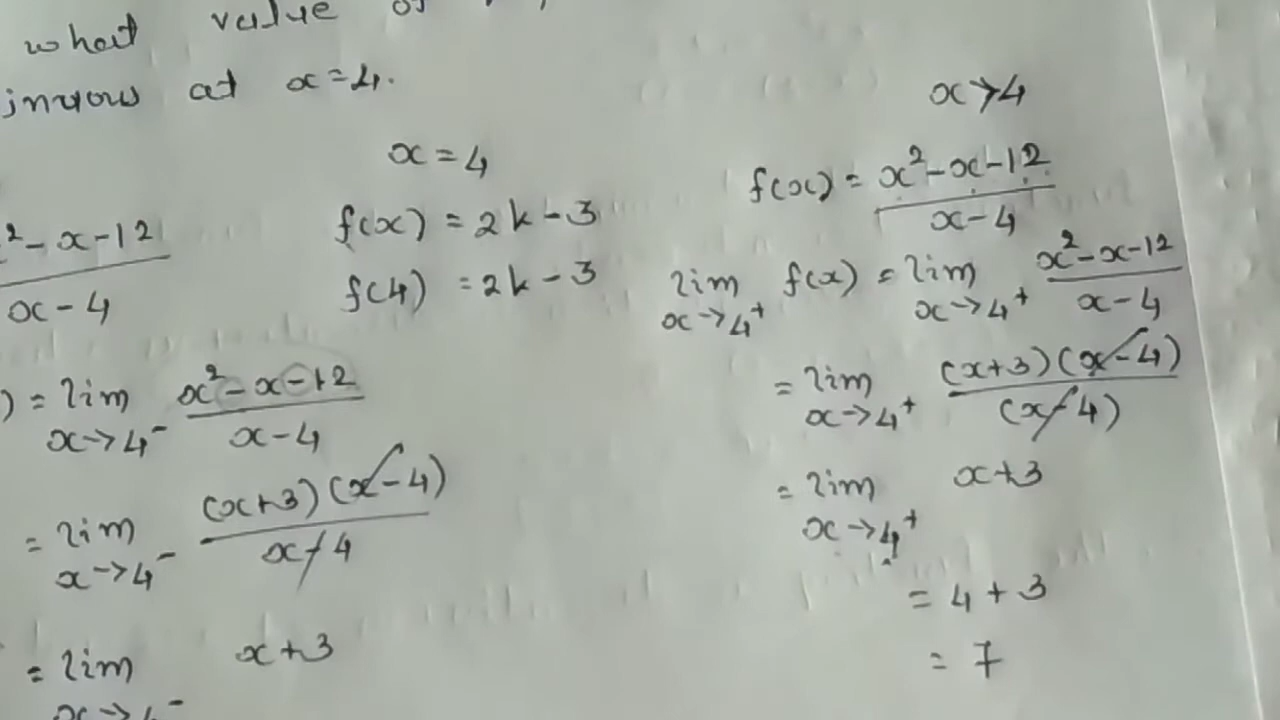 what value of
at x=4.
x=4
f(x) = 2k-3
f(4) = 2k-3
²-x-12
x-4
) = lim x→4⁻ x²-x-12 / x-4
= lim x→4⁻ (x+3)(x-4) / x-4
= lim x→4⁻ x+3
x>4
f(x) = x²-x-12 / x-4
lim x→4⁺ f(x) = lim x→4⁺ x²-x-12 / x-4
= lim x→4⁺ (x+3)(x-4) / (x-4)
= lim x→4⁺ x+3
= 4+3
= 7